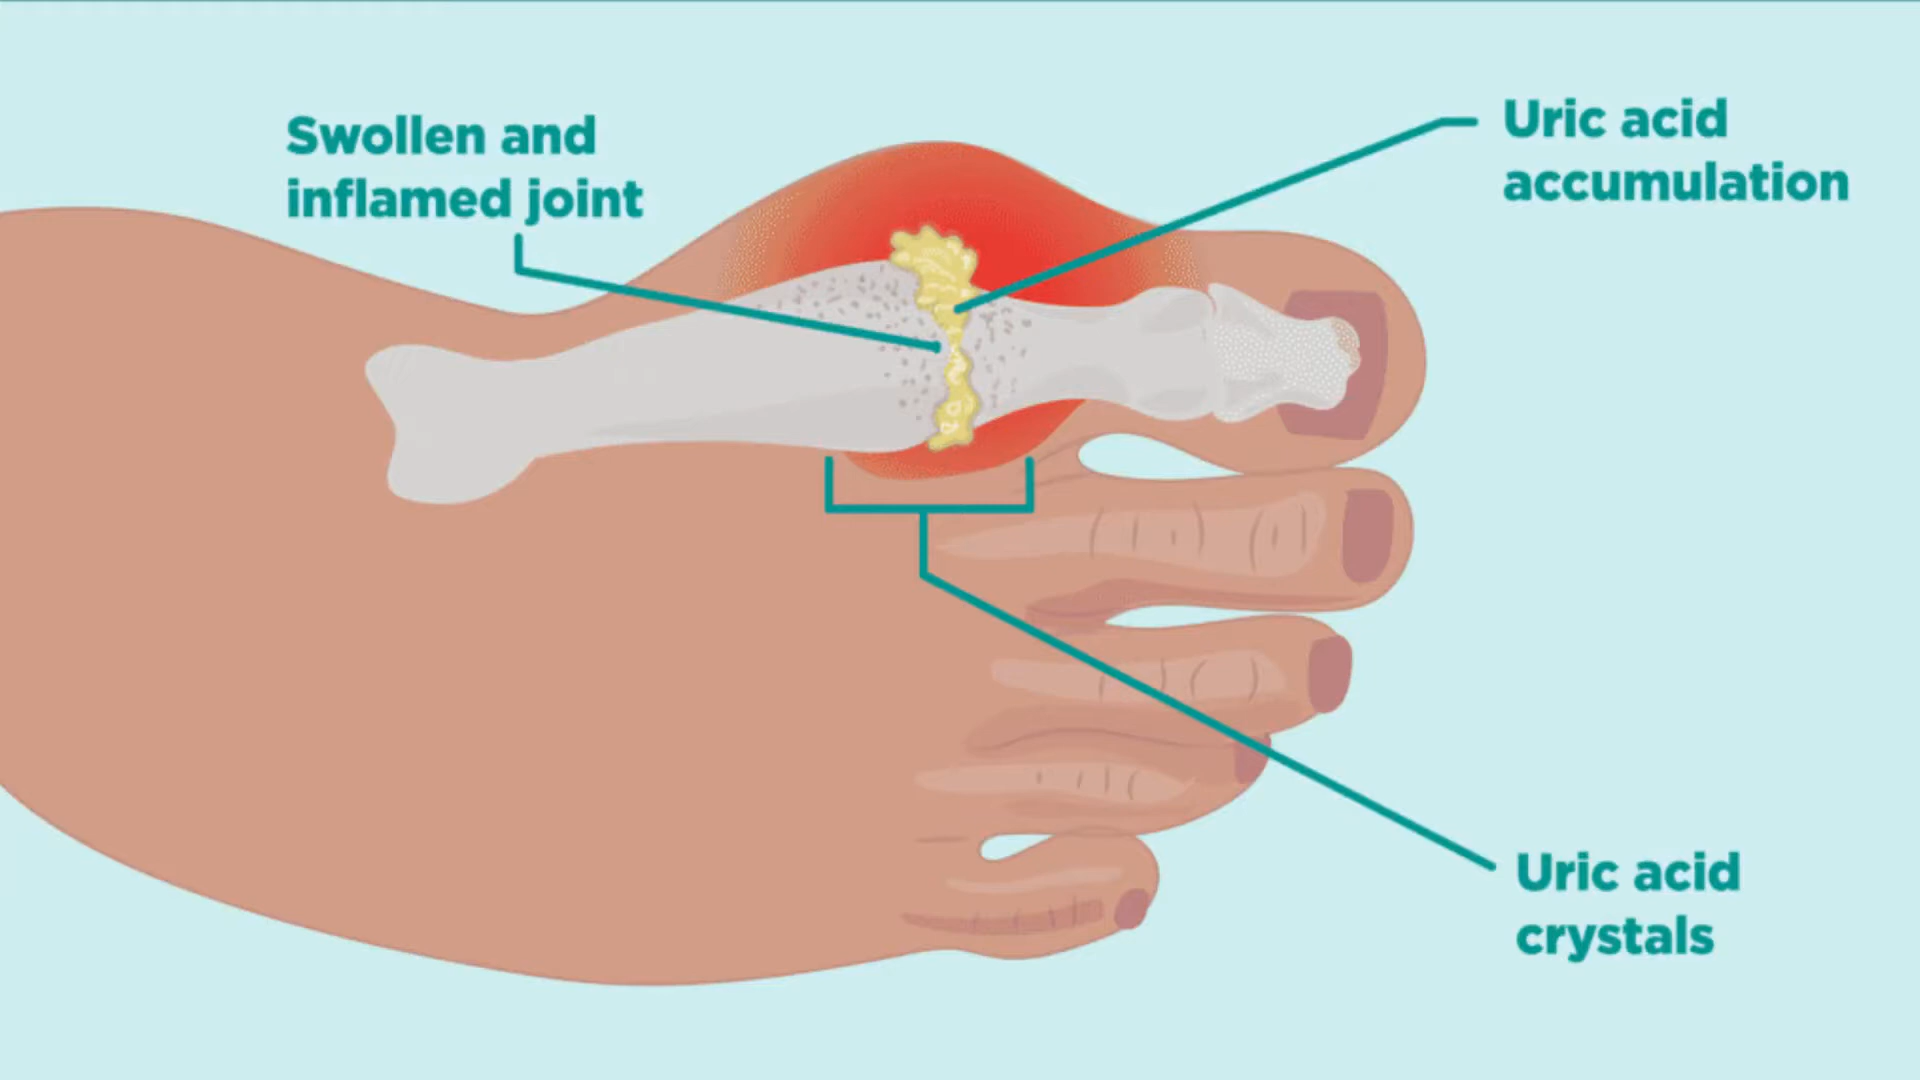 Swollen and
inflamed joint
Uric acid
accumulation
Uric acid
crystals